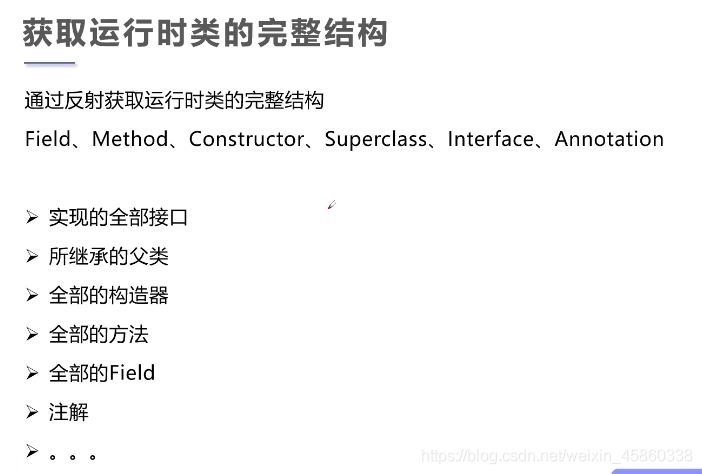 获取运行时类的完整结构
通过反射获取运行时类的完整结构
Field、Method、Constructor、Superclass、Interface、Annotation
➢ 实现的全部接口
➢ 所继承的父类
➢ 全部的构造器
➢ 全部的方法
➢ 全部的Field
➢ 注解
➢ 。。。
https://blog.csdn.net/weixin_45860338